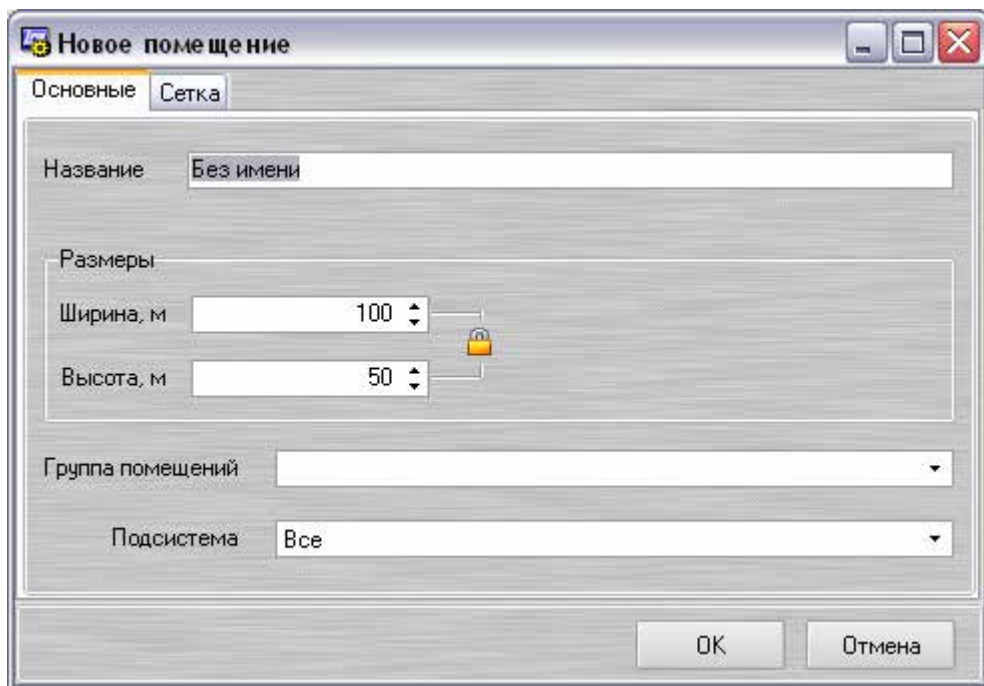 Новое помещение
Основные Сетка
Название Без имени
Размеры
Ширина, м 100
Высота, м 50
Группа помещений
Подсистема Все
OK Отмена